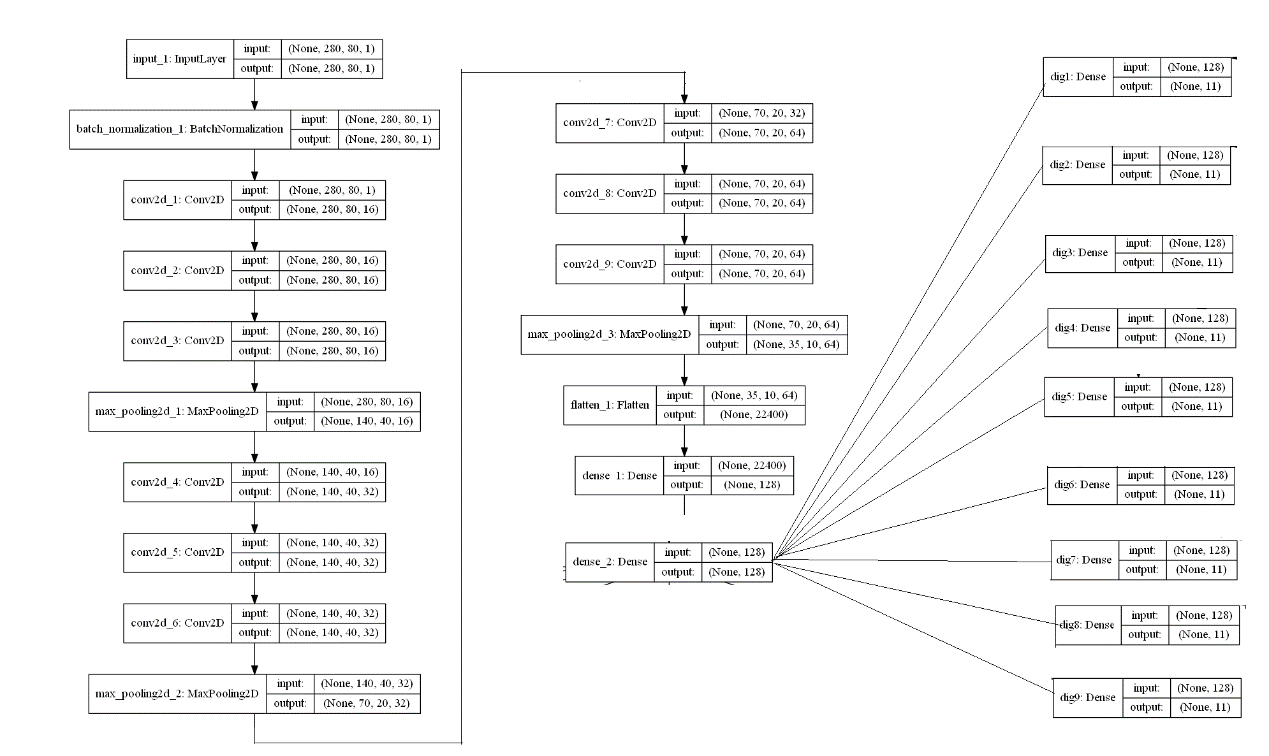 input_1: InputLayer
input: (None, 280, 80, 1)
output: (None, 280, 80, 1)
batch_normalization_1: BatchNormalization
input: (None, 280, 80, 1)
output: (None, 280, 80, 1)
conv2d_1: Conv2D
input: (None, 280, 80, 1)
output: (None, 280, 80, 16)
conv2d_2: Conv2D
input: (None, 280, 80, 16)
output: (None, 280, 80, 16)
conv2d_3: Conv2D
input: (None, 280, 80, 16)
output: (None, 280, 80, 16)
max_pooling2d_1: MaxPooling2D
input: (None, 280, 80, 16)
output: (None, 140, 40, 16)
conv2d_4: Conv2D
input: (None, 140, 40, 16)
output: (None, 140, 40, 32)
conv2d_5: Conv2D
input: (None, 140, 40, 32)
output: (None, 140, 40, 32)
conv2d_6: Conv2D
input: (None, 140, 40, 32)
output: (None, 140, 40, 32)
max_pooling2d_2: MaxPooling2D
input: (None, 140, 40, 32)
output: (None, 70, 20, 32)
conv2d_7: Conv2D
input: (None, 70, 20, 32)
output: (None, 70, 20, 64)
conv2d_8: Conv2D
input: (None, 70, 20, 64)
output: (None, 70, 20, 64)
conv2d_9: Conv2D
input: (None, 70, 20, 64)
output: (None, 70, 20, 64)
max_pooling2d_3: MaxPooling2D
input: (None, 70, 20, 64)
output: (None, 35, 10, 64)
flatten_1: Flatten
input: (None, 35, 10, 64)
output: (None, 22400)
dense_1: Dense
input: (None, 22400)
output: (None, 128)
dense_2: Dense
input: (None, 128)
output: (None, 128)
dig1: Dense
input: (None, 128)
output: (None, 11)
dig2: Dense
input: (None, 128)
output: (None, 11)
dig3: Dense
input: (None, 128)
output: (None, 11)
dig4: Dense
input: (None, 128)
output: (None, 11)
dig5: Dense
input: (None, 128)
output: (None, 11)
dig6: Dense
input: (None, 128)
output: (None, 11)
dig7: Dense
input: (None, 128)
output: (None, 11)
dig8: Dense
input: (None, 128)
output: (None, 11)
dig9: Dense
input: (None, 128)
output: (None, 11)